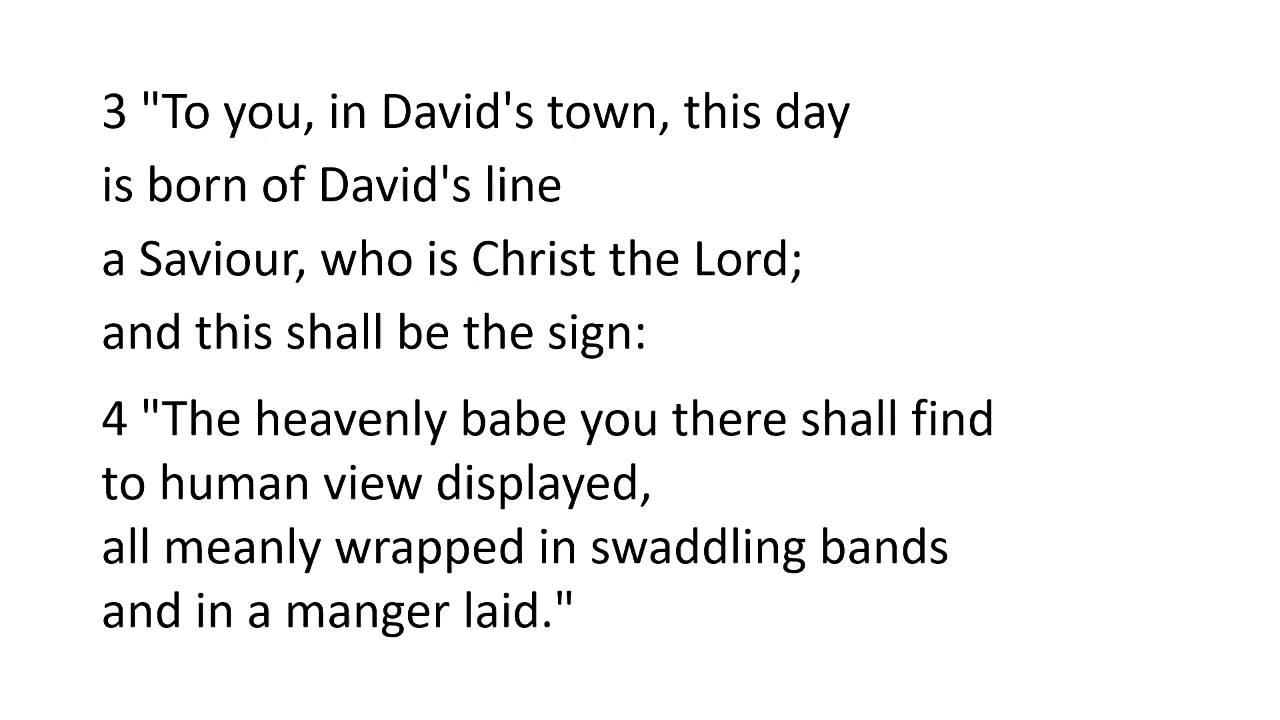 3 "To you, in David's town, this day
is born of David's line
a Saviour, who is Christ the Lord;
and this shall be the sign:
4 "The heavenly babe you there shall find
to human view displayed,
all meanly wrapped in swaddling bands
and in a manger laid."